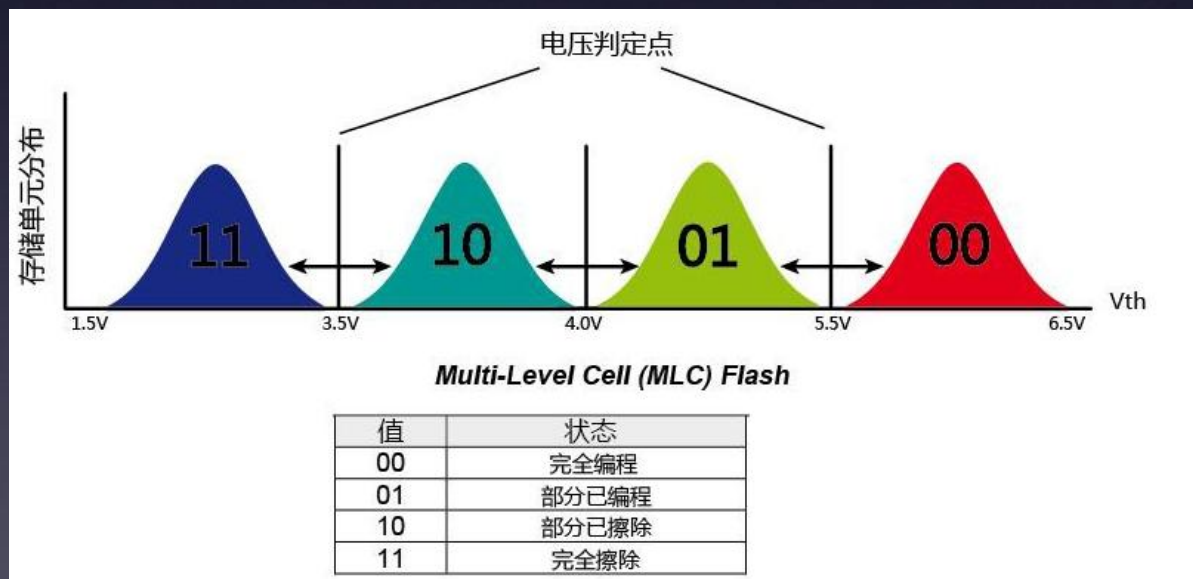 电压判定点
存储单元分布
11 10 01 00
Vth
1.5V 3.5V 4.0V 5.5V 6.5V
Multi-Level Cell (MLC) Flash
值 状态
00 完全编程
01 部分已编程
10 部分已擦除
11 完全擦除